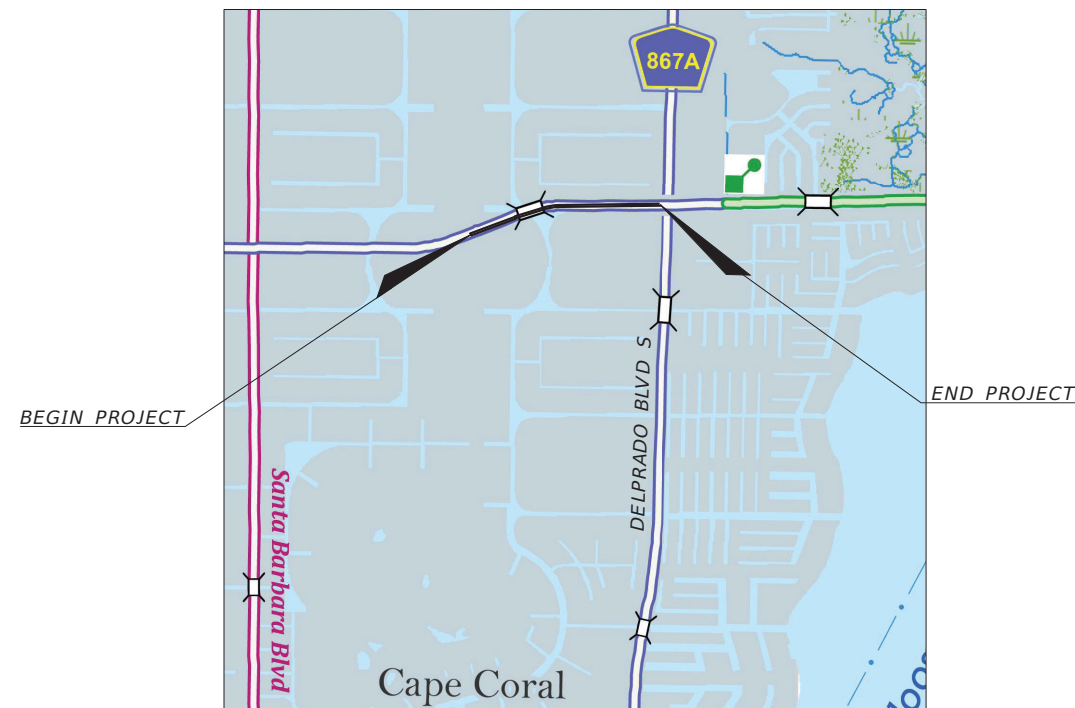 867A
BEGIN PROJECT
END PROJECT
DELPRADO BLVD S
Santa Barbara Blvd
Cape Coral